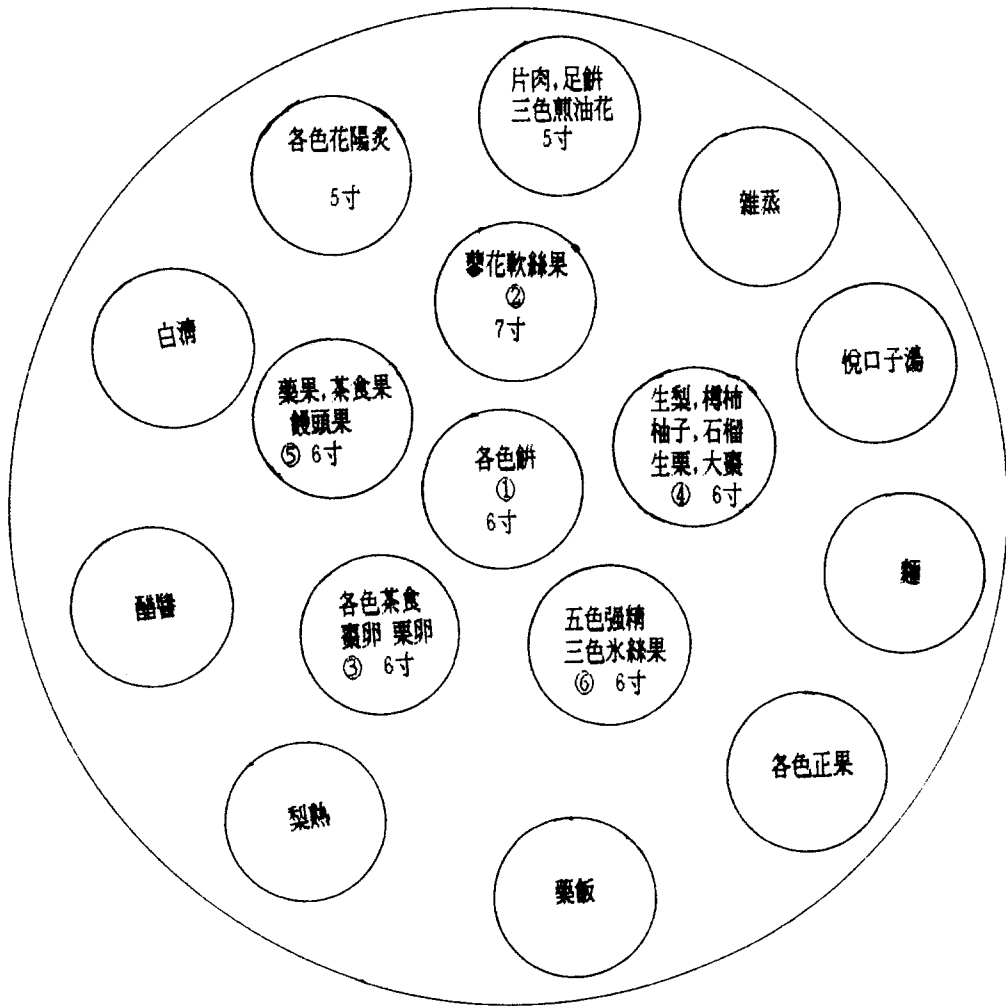 片肉, 足餠
三色煎油花
5寸
各色花陽炙
5寸
雜蒸
蓼花軟絲果
②
7寸
白淸
悅口子湯
藥果, 茶食果
饅頭果
⑤ 6寸
生梨, 樽柿
柚子, 石榴
生栗, 大棗
④ 6寸
各色餠
①
6寸
麵
醋醬
各色茶食
棗卵 栗卵
③ 6寸
五色强精
三色氷絲果
⑥ 6寸
各色正果
梨熟
藥飯